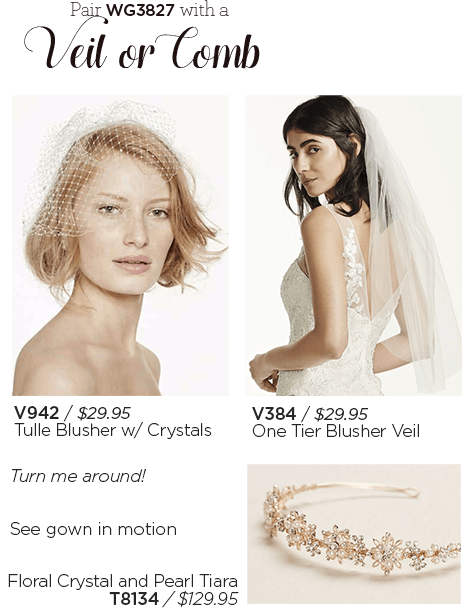 Pair WG3827 with a
Veil or Comb
V942 / $29.95
Tulle Blusher w/ Crystals
V384 / $29.95
One Tier Blusher Veil
Turn me around!
See gown in motion
Floral Crystal and Pearl Tiara
T8134 / $129.95